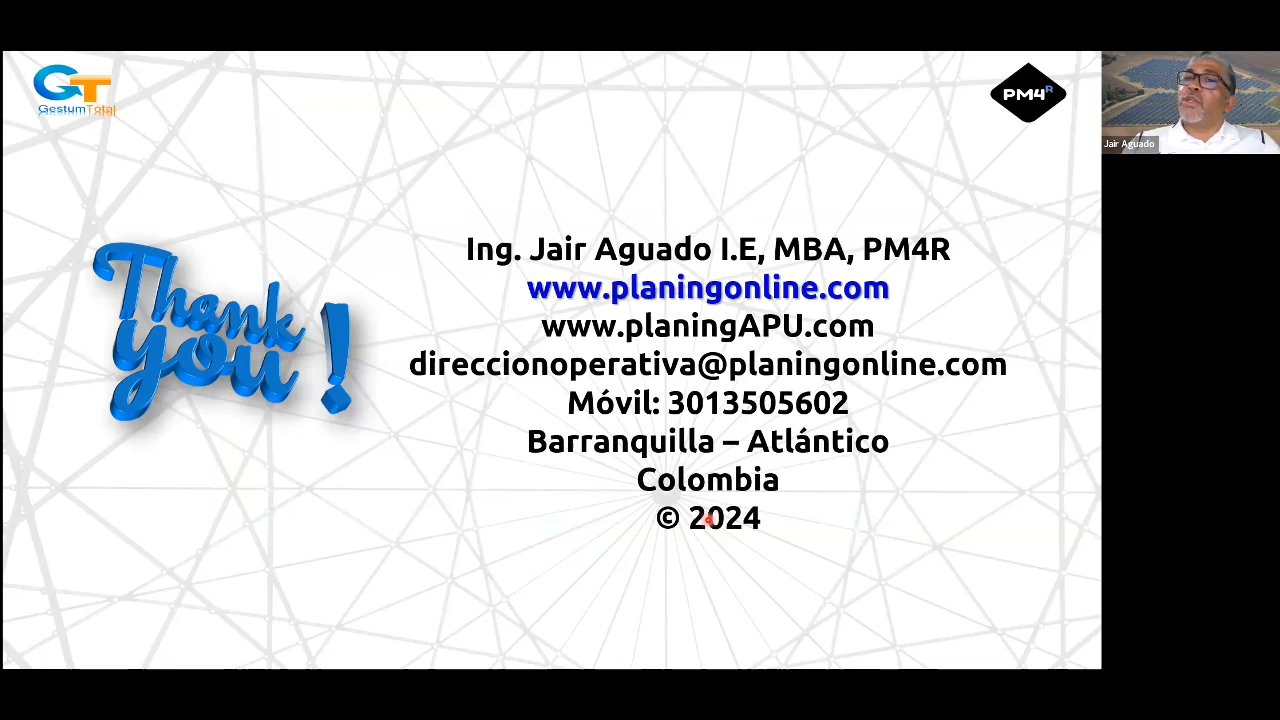 GT
GestumTotal
PM4R
Jair Aguado
Thank
you!
Ing. Jair Aguado I.E, MBA, PM4R
www.planingonline.com
www.planingAPU.com
direccionoperativa@planingonline.com
Móvil: 3013505602
Barranquilla – Atlántico
Colombia
© 2024